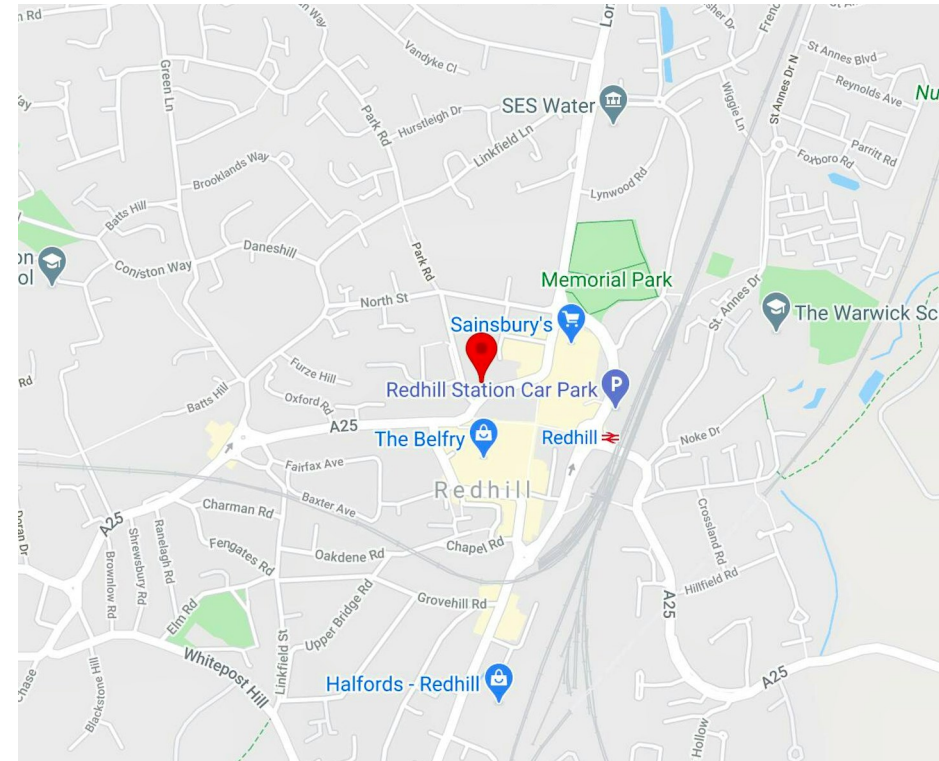 n Rd
Vandyke Cl
Green Ln
Park Rd
Hurstleigh Dr
Linkfield Ln
SES Water
Wiggie Ln
St Annes Dr N
St Annes Blvd
Reynolds Ave
Nu
Parritt Rd
Foxboro Rd
Brooklands Way
Batts Hill
Lynwood Rd
Daneshill
Park Rd
Coniston Way
on
ol
North St
Memorial Park
St. Annes Dr
The Warwick Sc
Sainsbury's
Furze Hill
Rd
Batts Hill
Oxford Rd
Redhill Station Car Park
P
A25
The Belfry
Redhill
Noke Dr
Fairfax Ave
Redhill
Baxter Ave
Charman Rd
A25
Doran Dr
Shrewsbury Rd
Ranelagh Rd
Brownlow Rd
Fengates Rd
Oakdene Rd
Chapel Rd
Crossland Rd
Hillfield Rd
Elm Rd
Upper Bridge Rd
Grovehill Rd
A25
Linkfield St
Whitepost Hill
Blackstone Hill
Chase
Halfords - Redhill
A25
Hollow